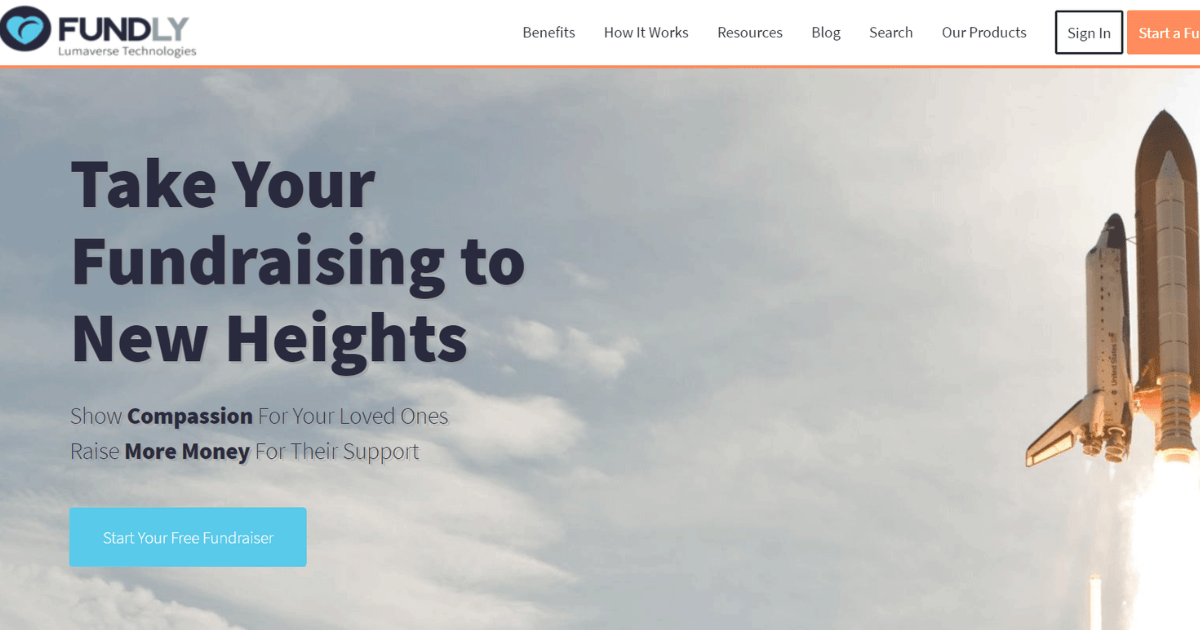 FUNDLY
Lumaverse Technologies
Benefits How It Works Resources Blog Search Our Products Sign In Start a Fu
Take Your
Fundraising to
New Heights
Show Compassion For Your Loved Ones
Raise More Money For Their Support
Start Your Free Fundraiser
United States